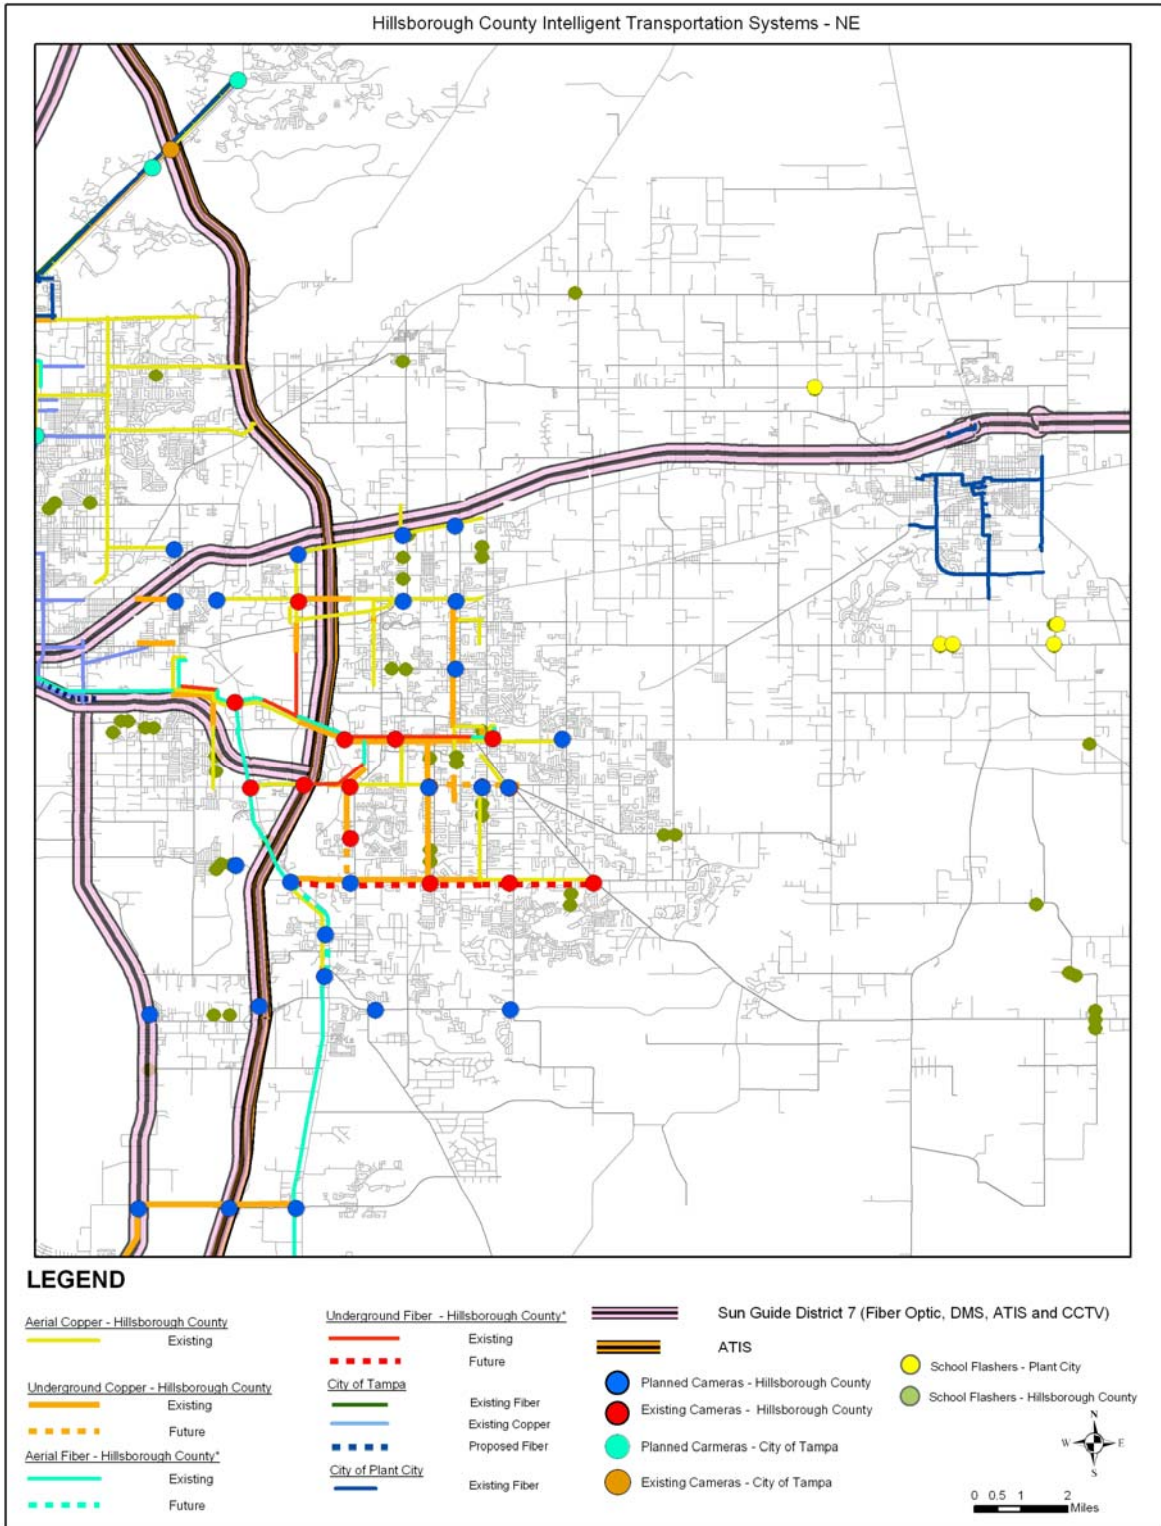 Hillsborough County Intelligent Transportation Systems - NE
LEGEND
Aerial Copper - Hillsborough County
Existing
Underground Copper - Hillsborough County
Existing
Future
Aerial Fiber - Hillsborough County*
Existing
Future
Underground Fiber - Hillsborough County*
Existing
Future
City of Tampa
Existing Fiber
Existing Copper
Proposed Fiber
City of Plant City
Existing Fiber
Sun Guide District 7 (Fiber Optic, DMS, ATIS and CCTV)
ATIS
Planned Cameras - Hillsborough County
Existing Cameras - Hillsborough County
Planned Carmeras - City of Tampa
Existing Cameras - City of Tampa
School Flashers - Plant City
School Flashers - Hillsborough County
N
W E
S
0 0.5 1 2
Miles